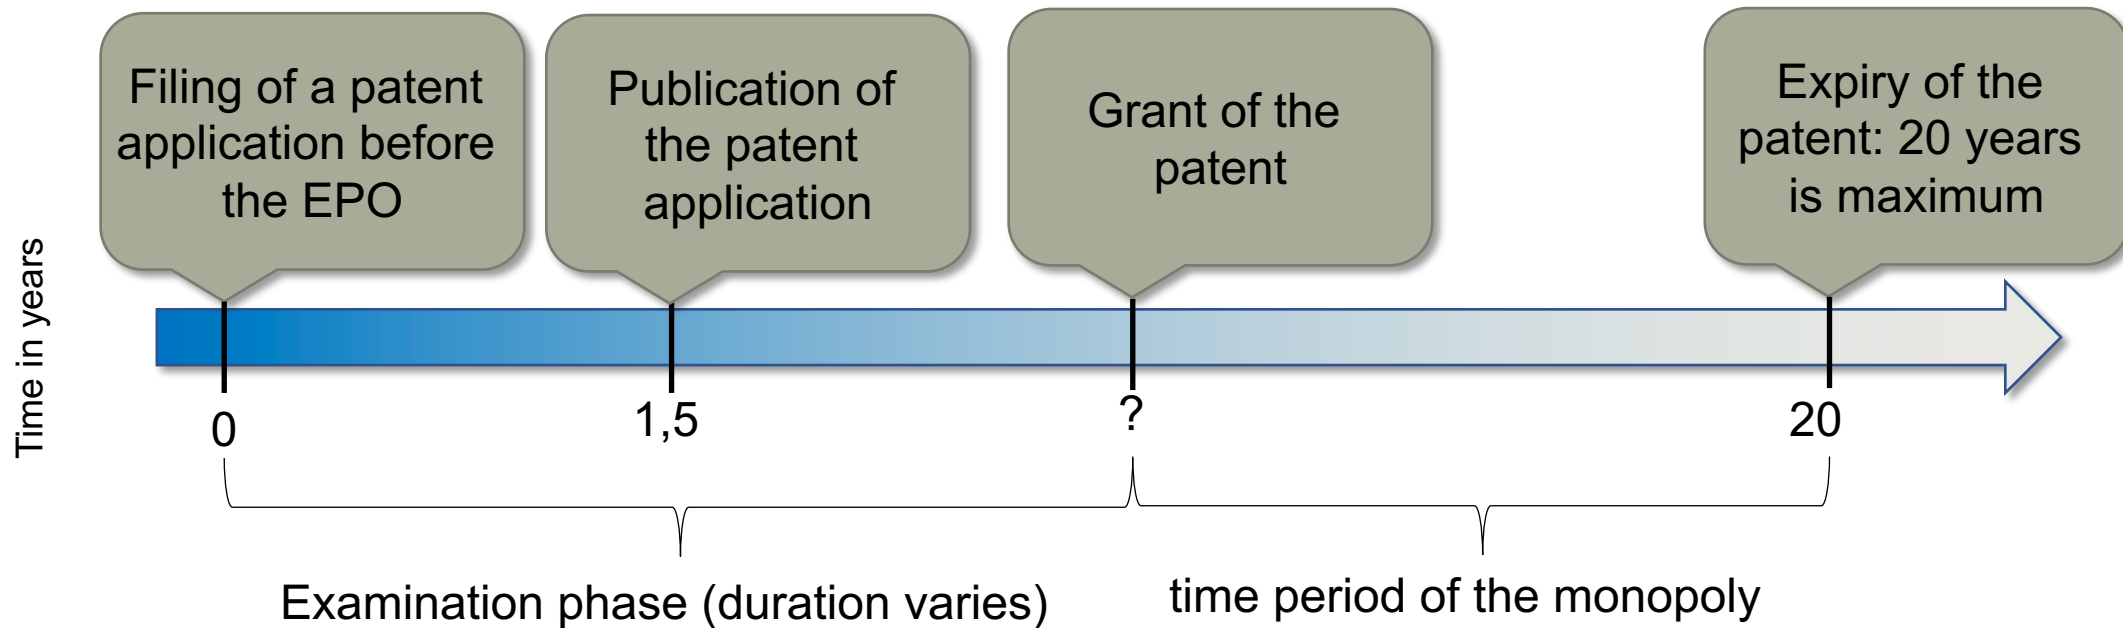 Filing of a patent
application before
the EPO
Publication of
the patent
application
Grant of the
patent
Expiry of the
patent: 20 years
is maximum
Time in years
0
1,5
?
20
Examination phase (duration varies)
time period of the monopoly